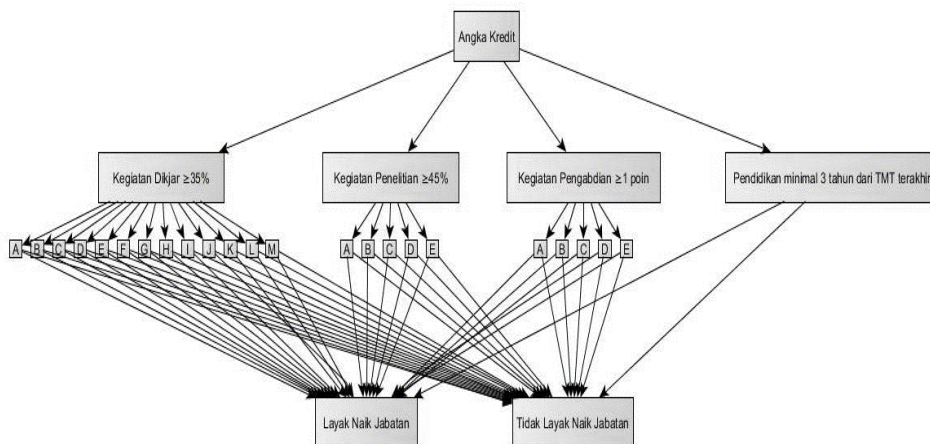 Angka Kredit
Kegiatan Dikjar ≥35%
Kegiatan Penelitian ≥45%
Kegiatan Pengabdian ≥1 poin
Pendidikan minimal 3 tahun dari TMT terakhir
A B C D E F G H I J K L M
A B C D E
A B C D E
Layak Naik Jabatan
Tidak Layak Naik Jabatan